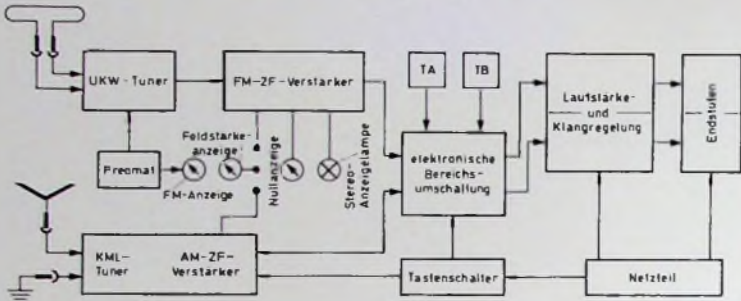 UKW-Tuner
FM-ZF-Verstärker
TA
TB
Lautstärke-
und
Klangregelung
Endstufen
Preomat
Feldstärke-
anzeige
FM-Anzeige
Nullanzeige
Stereo-
Anzeigelampe
elektronische
Bereichs-
umschaltung
KML-
Tuner
AM-ZF-
Verstärker
Tastenschalter
Netzteil